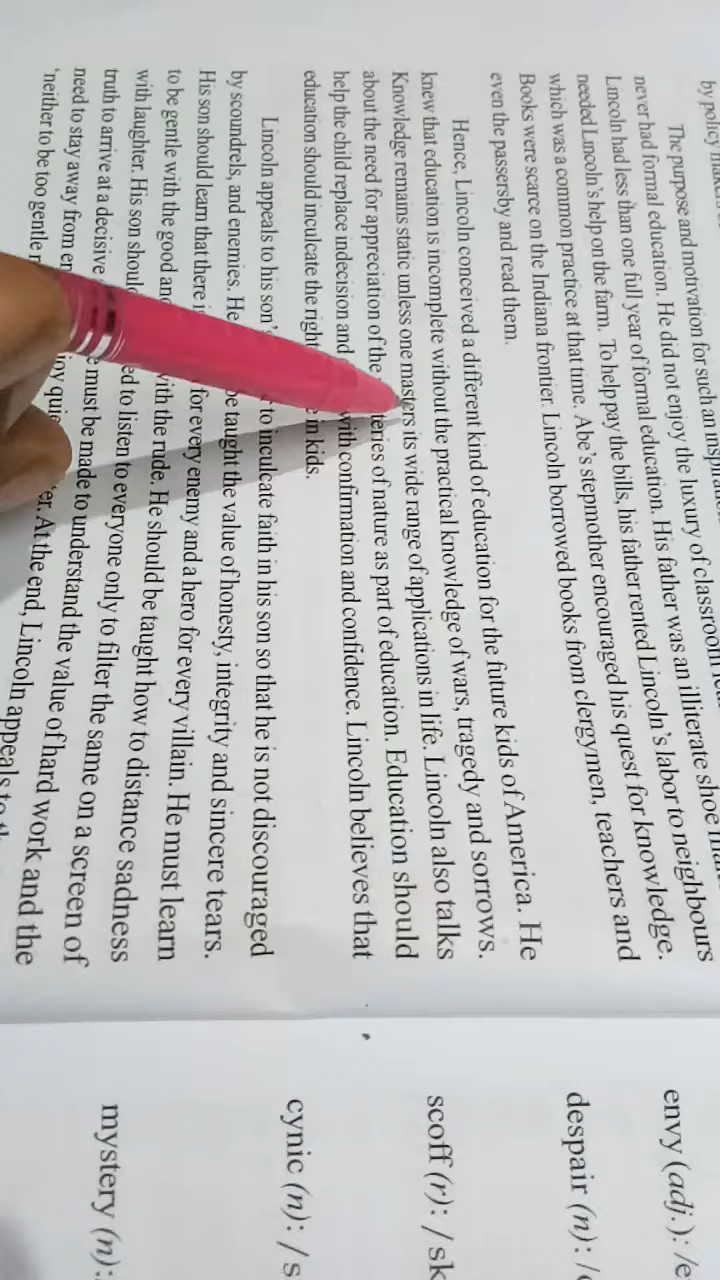 by policy
The purpose and motivation for such an
never had formal education. He did not enjoy the luxury of classroom
Lincoln had less than one full year of formal education. His father was an illiterate shoe
needed Lincoln's help on the farm. To help pay the bills, his father rented Lincoln's labor to neighbours
which was a common practice at that time. Abe's stepmother encouraged his quest for knowledge.
Books were scarce on the Indiana frontier. Lincoln borrowed books from clergymen, teachers and
even the passersby and read them.
Hence, Lincoln conceived a different kind of education for the future kids of America. He
knew that education is incomplete without the practical knowledge of wars, tragedy and sorrows.
Knowledge remains static unless one masters its wide range of applications in life. Lincoln also talks
about the need for appreciation of the teries of nature as part of education. Education should
help the child replace indecision and with confirmation and confidence. Lincoln believes that
education should inculcate the right in kids.
Lincoln appeals to his son's to inculcate faith in his son so that he is not discouraged
by scoundrels, and enemies. He be taught the value of honesty, integrity and sincere tears.
His son should learn that there is for every enemy and a hero for every villain. He must learn
to be gentle with the good and with the rude. He should be taught how to distance sadness
with laughter. His son should ed to listen to everyone only to filter the same on a screen of
truth to arrive at a decisive must be made to understand the value of hard work and the
need to stay away from er. At the end, Lincoln appeals to
'neither to be too gentle
envy (adj.): /e
despair (n): /
scoff (r): / sk
cynic (n): / s
mystery (n):